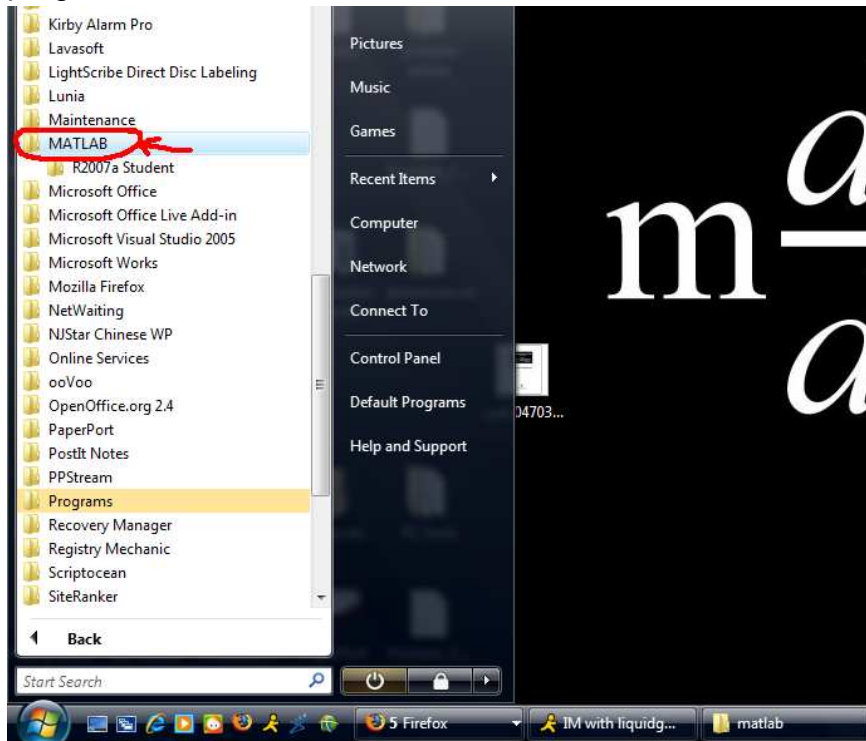 Kirby Alarm Pro
Lavasoft
LightScribe Direct Disc Labeling
Lunia
Maintenance
MATLAB
R2007a Student
Microsoft Office
Microsoft Office Live Add-in
Microsoft Visual Studio 2005
Microsoft Works
Mozilla Firefox
NetWaiting
NJStar Chinese WP
Online Services
ooVoo
OpenOffice.org 2.4
PaperPort
PostIt Notes
PPStream
Programs
Recovery Manager
Registry Mechanic
Scriptocean
SiteRanker
Back
Start Search
Pictures
Music
Games
Recent Items
Computer
Network
Connect To
Control Panel
Default Programs
Help and Support
04703...
m
5 Firefox
IM with liquidg...
matlab